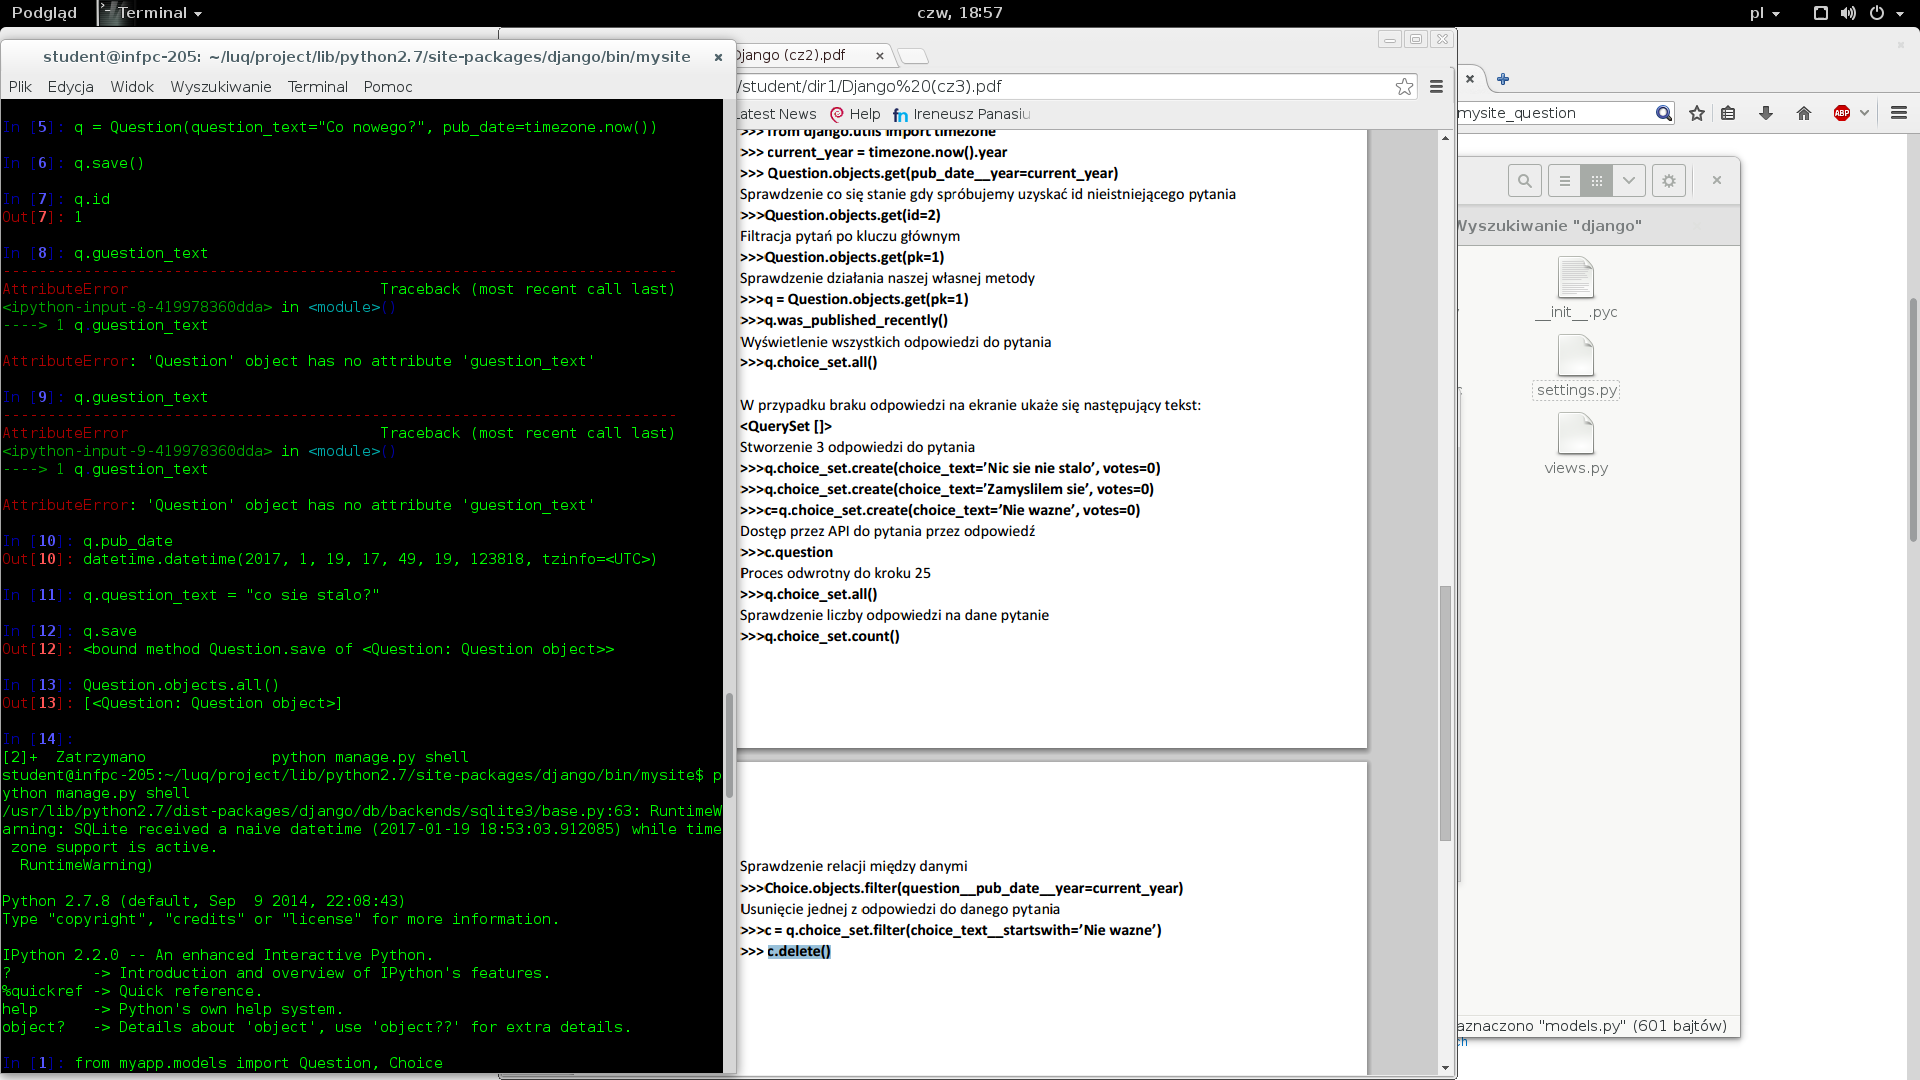 Podgląd
Terminal
czw, 18:57
pl
student@infpc-205: ~/luq/project/lib/python2.7/site-packages/django/bin/mysite
Plik Edycja Widok Wyszukiwanie Terminal Pomoc
In [5]: q = Question(question_text="Co nowego?", pub_date=timezone.now())
In [6]: q.save()
In [7]: q.id
Out[7]: 1
In [8]: q.guestion_text
---------------------------------------------------------------------------
AttributeError Traceback (most recent call last)
<ipython-input-8-419978360dda> in <module>()
----> 1 q.guestion_text
AttributeError: 'Question' object has no attribute 'guestion_text'
In [9]: q.guestion_text
---------------------------------------------------------------------------
AttributeError Traceback (most recent call last)
<ipython-input-9-419978360dda> in <module>()
----> 1 q.guestion_text
AttributeError: 'Question' object has no attribute 'guestion_text'
In [10]: q.pub_date
Out[10]: datetime.datetime(2017, 1, 19, 17, 49, 19, 123818, tzinfo=<UTC>)
In [11]: q.question_text = "co sie stalo?"
In [12]: q.save
Out[12]: <bound method Question.save of <Question: Question object>>
In [13]: Question.objects.all()
Out[13]: [<Question: Question object>]
In [14]:
[2]+ Zatrzymano python manage.py shell
student@infpc-205:~/luq/project/lib/python2.7/site-packages/django/bin/mysite$ p
ython manage.py shell
/usr/lib/python2.7/dist-packages/django/db/backends/sqlite3/base.py:63: RuntimeW
arning: SQLite received a naive datetime (2017-01-19 18:53:03.912085) while time
zone support is active.
RuntimeWarning)
Python 2.7.8 (default, Sep 9 2014, 22:08:43)
Type "copyright", "credits" or "license" for more information.
IPython 2.2.0 -- An enhanced Interactive Python.
? -> Introduction and overview of IPython's features.
%quickref -> Quick reference.
help -> Python's own help system.
object? -> Details about 'object', use 'object??' for extra details.
In [1]: from myapp.models import Question, Choice
Django (cz2).pdf
/student/dir1/Django%20(cz3).pdf
Latest News Help Ireneusz Panasiu
>>> from django.utils import timezone
>>> current_year = timezone.now().year
>>> Question.objects.get(pub_date__year=current_year)
Sprawdzenie co się stanie gdy spróbujemy uzyskać id nieistniejącego pytania
>>>Question.objects.get(id=2)
Filtracja pytań po kluczu głównym
>>>Question.objects.get(pk=1)
Sprawdzenie działania naszej własnej metody
>>>q = Question.objects.get(pk=1)
>>>q.was_published_recently()
Wyświetlenie wszystkich odpowiedzi do pytania
>>>q.choice_set.all()
W przypadku braku odpowiedzi na ekranie ukaże się następujący tekst:
<QuerySet []>
Stworzenie 3 odpowiedzi do pytania
>>>q.choice_set.create(choice_text=’Nic sie nie stalo’, votes=0)
>>>q.choice_set.create(choice_text=’Zamyslilem sie’, votes=0)
>>>c=q.choice_set.create(choice_text=’Nie wazne’, votes=0)
Dostęp przez API do pytania przez odpowiedź
>>>c.question
Proces odwrotny do kroku 25
>>>q.choice_set.all()
Sprawdzenie liczby odpowiedzi na dane pytanie
>>>q.choice_set.count()
Sprawdzenie relacji między danymi
>>>Choice.objects.filter(question__pub_date__year=current_year)
Usunięcie jednej z odpowiedzi do danego pytania
>>>c = q.choice_set.filter(choice_text__startswith=’Nie wazne’)
>>> c.delete()
mysite_question
ABP
Wyszukiwanie "django"
__init__.pyc
settings.py
views.py
aznaczono "models.py" (601 bajtów)
ch